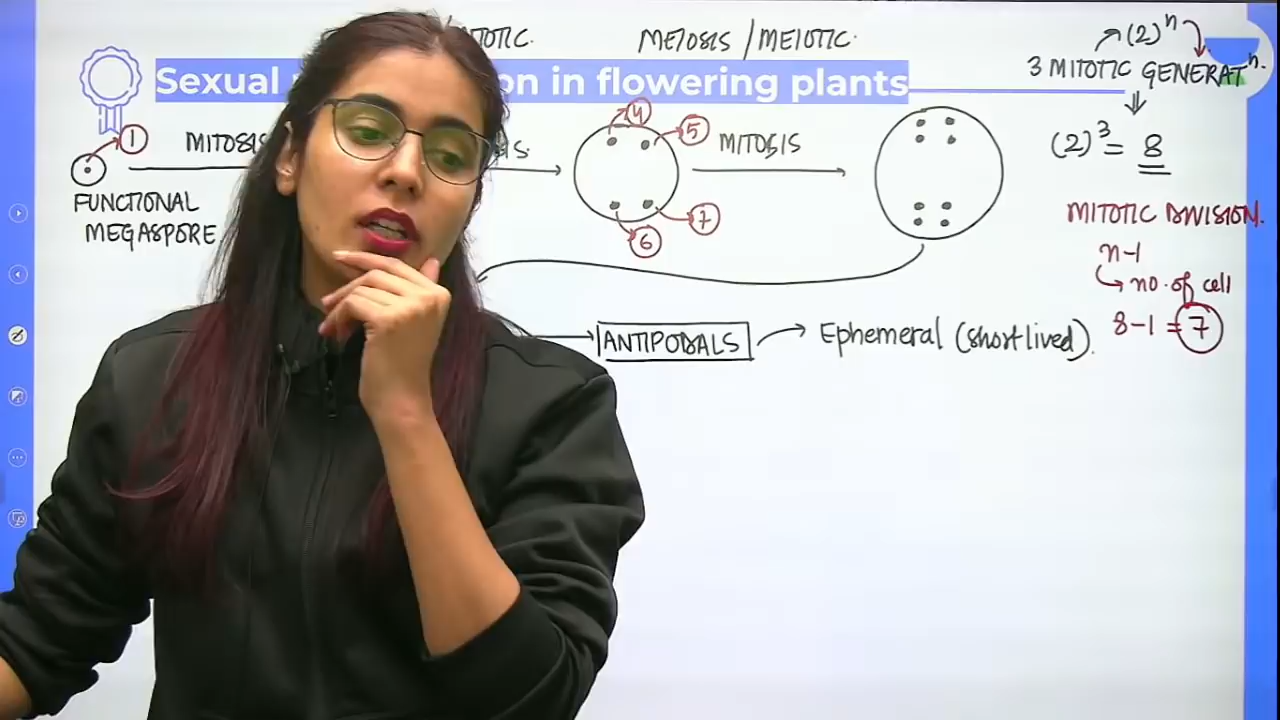 MEIOSIS / MEIOTIC.
(2)ⁿ
3 MITOTIC GENERATⁿ.
Sexual on in flowering plants
(2)³ = 8
1
4
5
MITOSIS
MITOSIS
FUNCTIONAL
MEGASPORE
6
7
MITOTIC DIVISION.
n-1
no. of cell
8-1 = 7
ANTIPODALS
Ephemeral (short lived).